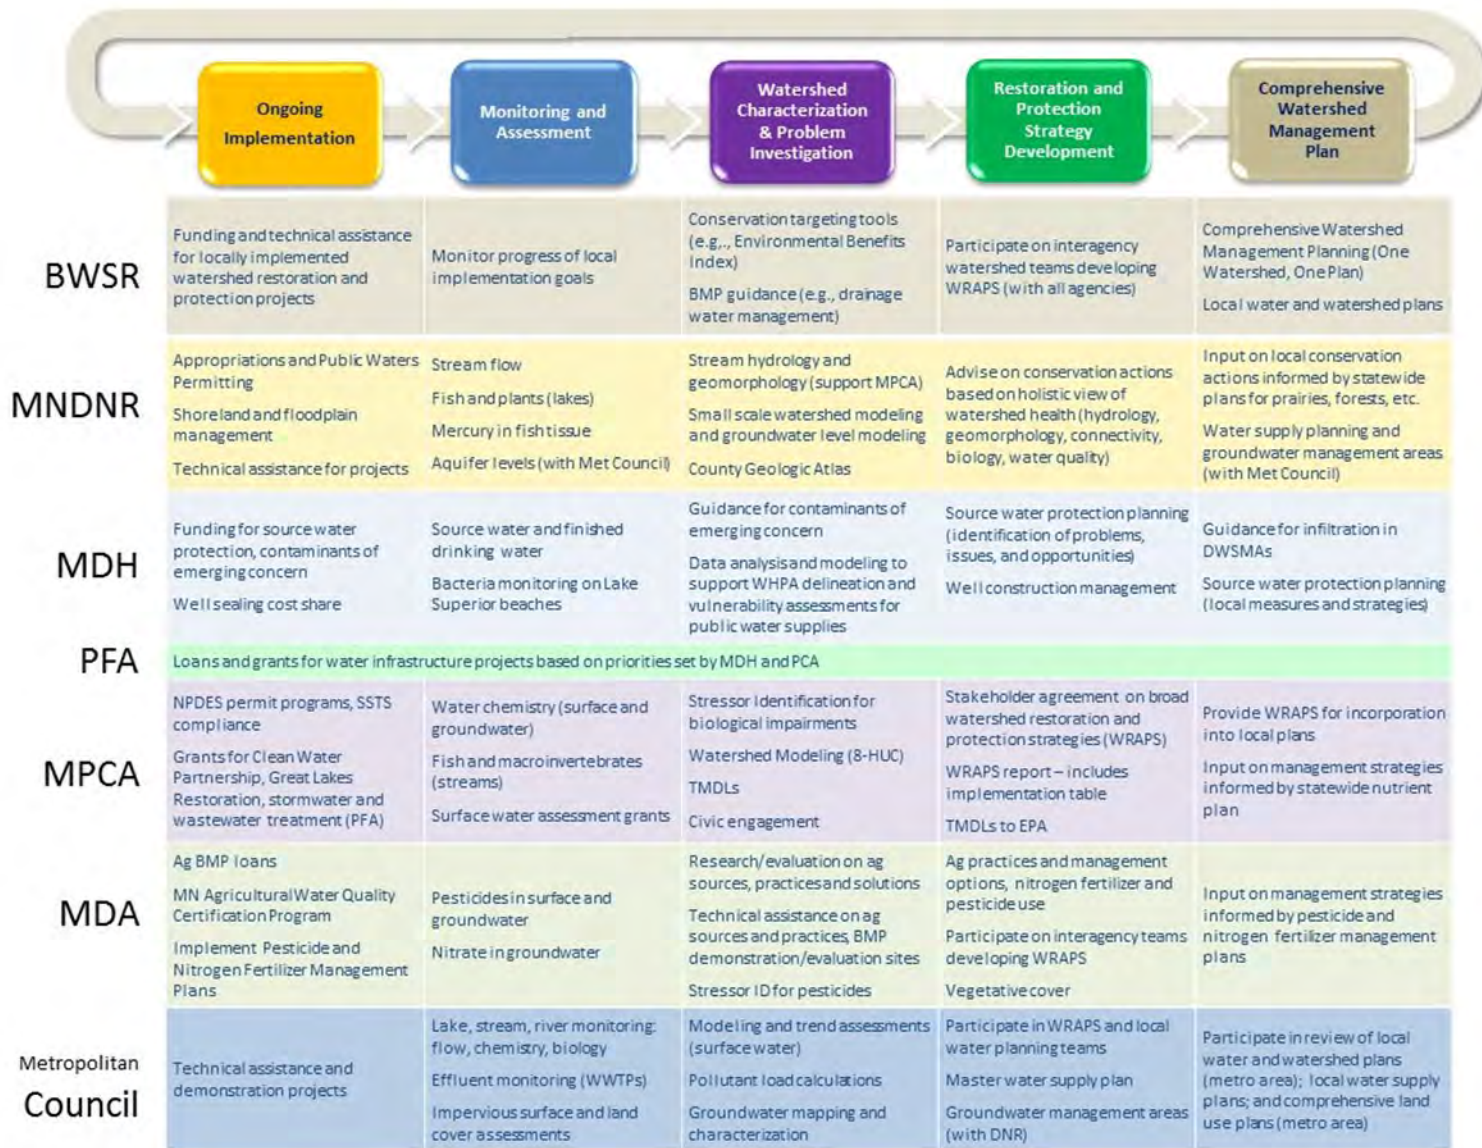 Ongoing
Implementation
Monitoring and
Assessment
Watershed
Characterization
& Problem
Investigation
Restoration and
Protection
Strategy
Development
Comprehensive
Watershed
Management
Plan
BWSR
Funding and technical assistance
for locally implemented
watershed restoration and
protection projects
Monitor progress of local
implementation goals
Conservation targeting tools
(e.g.,. Environmental Benefits
Index)
BMP guidance (e.g., drainage
water management)
Participate on interagency
watershed teams developing
WRAPS (with all agencies)
Comprehensive Watershed
Management Planning (One
Watershed, One Plan)
Local water and watershed plans
MNDNR
Appropriations and Public Waters
Permitting
Shoreland and floodplain
management
Technical assistance for projects
Stream flow
Fish and plants (lakes)
Mercury in fish tissue
Aquifer levels (with Met Council)
Stream hydrology and
geomorphology (support MPCA)
Small scale watershed modeling
and groundwater level modeling
County Geologic Atlas
Advise on conservation actions
based on holistic view of
watershed health (hydrology,
geomorphology, connectivity,
biology, water quality)
Input on local conservation
actions informed by statewide
plans for prairies, forests, etc.
Water supply planning and
groundwater management areas
(with Met Council)
MDH
Funding for source water
protection, contaminants of
emerging concern
Well sealing cost share
Source water and finished
drinking water
Bacteria monitoring on Lake
Superior beaches
Guidance for contaminants of
emerging concern
Data analysis and modeling to
support WHPA delineation and
vulnerability assessments for
public water supplies
Source water protection planning
(identification of problems,
issues, and opportunities)
Well construction management
Guidance for infiltration in
DWSMAs
Source water protection planning
(local measures and strategies)
PFA
Loans and grants for water infrastructure projects based on priorities set by MDH and PCA
MPCA
NPDES permit programs, SSTS
compliance
Grants for Clean Water
Partnership, Great Lakes
Restoration, stormwater and
wastewater treatment (PFA)
Water chemistry (surface and
groundwater)
Fish and macroinvertebrates
(streams)
Surface water assessment grants
Stressor Identification for
biological impairments
Watershed Modeling (8-HUC)
TMDLs
Civic engagement
Stakeholder agreement on broad
watershed restoration and
protection strategies (WRAPS)
WRAPS report – includes
implementation table
TMDLs to EPA
Provide WRAPS for incorporation
into local plans
Input on management strategies
informed by statewide nutrient
plan
MDA
Ag BMP loans
MN Agricultural Water Quality
Certification Program
Implement Pesticide and
Nitrogen Fertilizer Management
Plans
Pesticides in surface and
groundwater
Nitrate in groundwater
Research/evaluation on ag
sources, practices and solutions
Technical assistance on ag
sources and practices, BMP
demonstration/evaluation sites
Stressor ID for pesticides
Ag practices and management
options, nitrogen fertilizer and
pesticide use
Participate on interagency teams
developing WRAPS
Vegetative cover
Input on management strategies
informed by pesticide and
nitrogen fertilizer management
plans
Metropolitan
Council
Technical assistance and
demonstration projects
Lake, stream, river monitoring:
flow, chemistry, biology
Effluent monitoring (WWTPs)
Impervious surface and land
cover assessments
Modeling and trend assessments
(surface water)
Pollutant load calculations
Groundwater mapping and
characterization
Participate in WRAPS and local
water planning teams
Master water supply plan
Groundwater management areas
(with DNR)
Participate in review of local
water and watershed plans
(metro area); local water supply
plans; and comprehensive land
use plans (metro area)